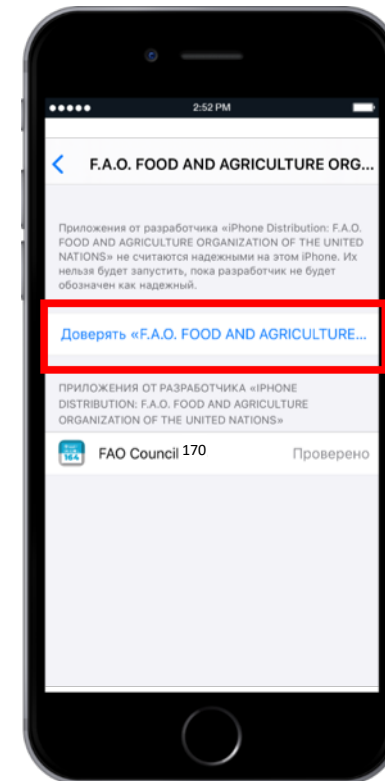 2:52 PM
F.A.O. FOOD AND AGRICULTURE ORG...
Приложения от разработчика «iPhone Distribution: F.A.O.
FOOD AND AGRICULTURE ORGANIZATION OF THE UNITED
NATIONS» не считаются надежными на этом iPhone. Их
нельзя будет запустить, пока разработчик не будет
обозначен как надежный.
Доверять «F.A.O. FOOD AND AGRICULTURE...
ПРИЛОЖЕНИЯ ОТ РАЗРАБОТЧИКА «IPHONE
DISTRIBUTION: F.A.O. FOOD AND AGRICULTURE
ORGANIZATION OF THE UNITED NATIONS»
164 FAO Council 170 Проверено